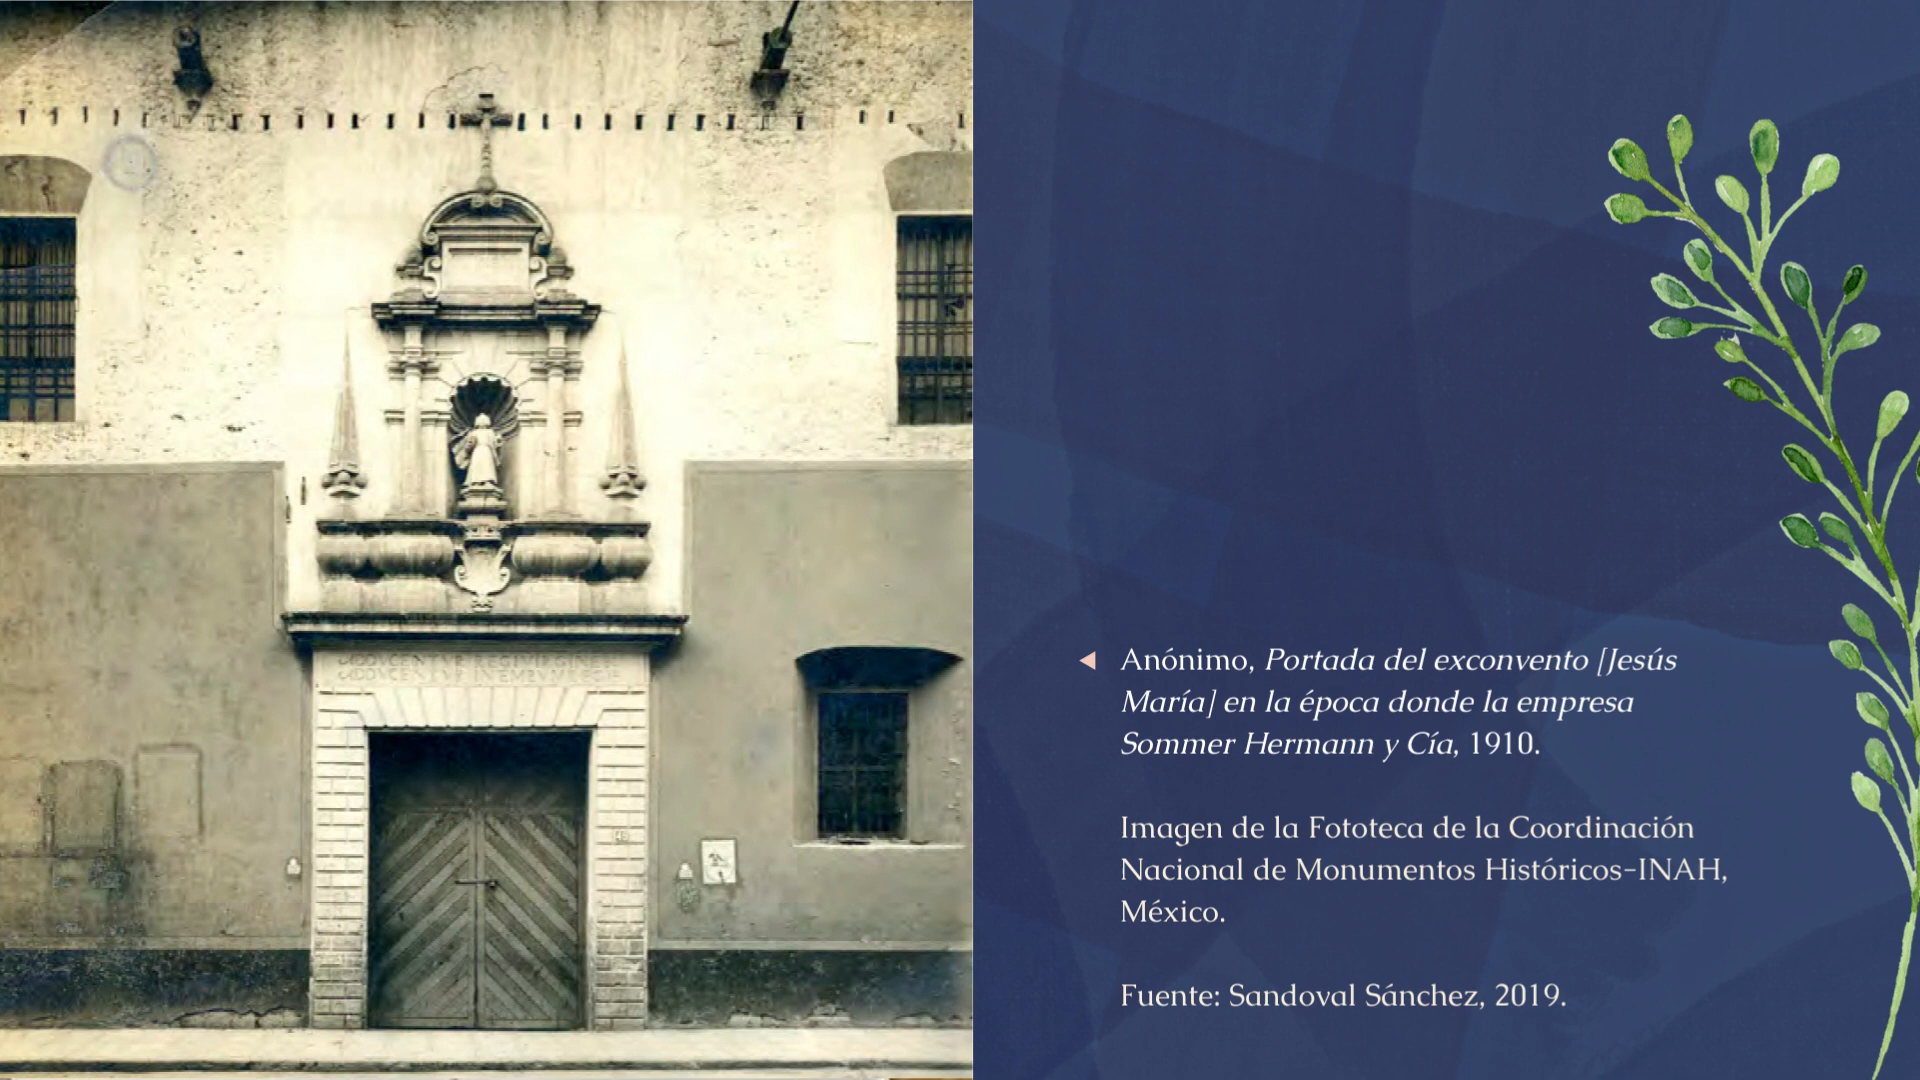 Anónimo, Portada del exconvento [Jesús
María] en la época donde la empresa
Sommer Hermann y Cía, 1910.
Imagen de la Fototeca de la Coordinación
Nacional de Monumentos Históricos-INAH,
México.
Fuente: Sandoval Sánchez, 2019.